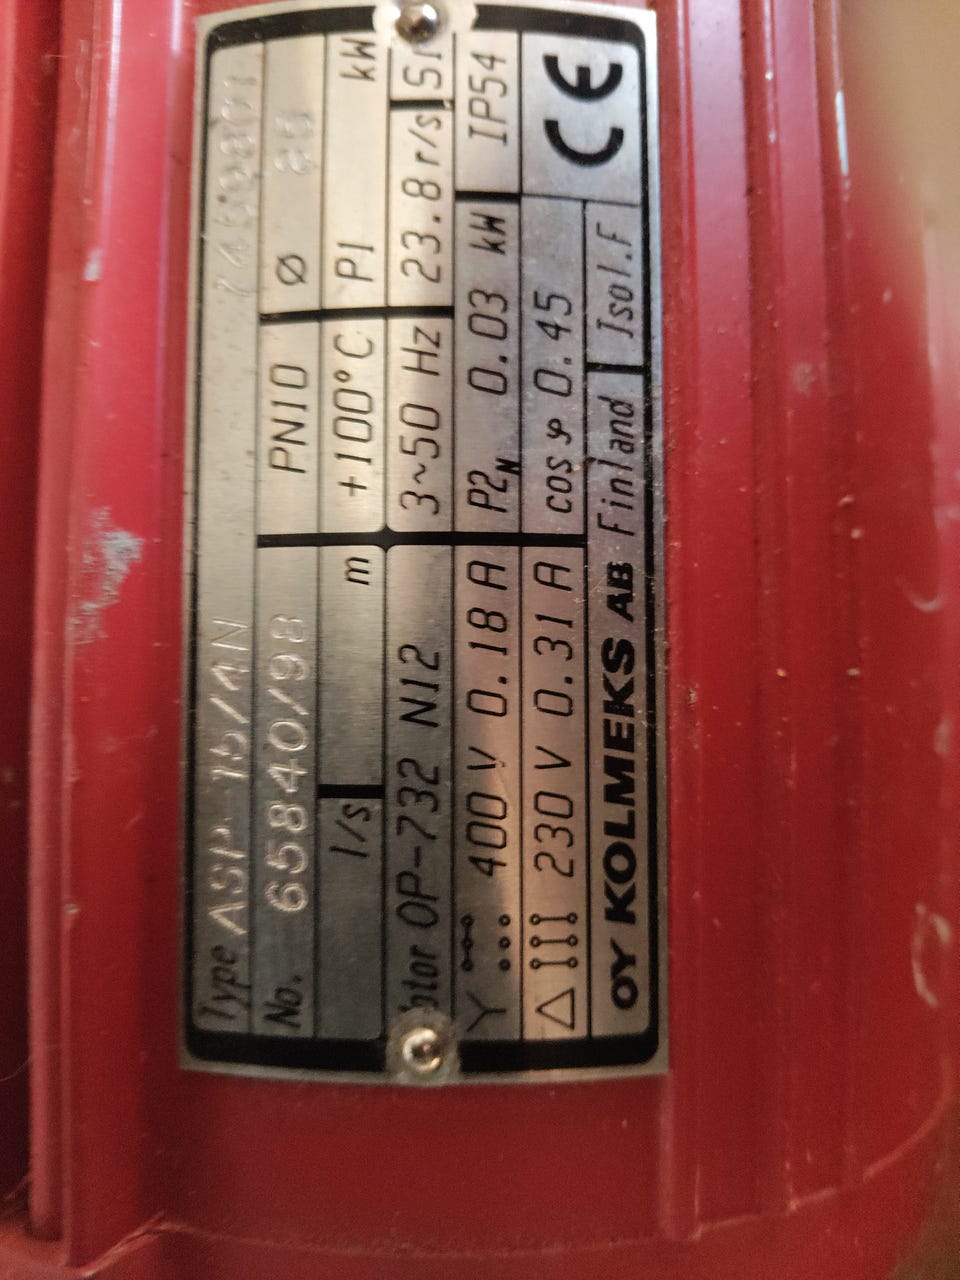 Type ASP-15/4N
No. 65840/98 PN10 Ø
l/s m +100°C P1 kW
Motor OP-732 N12 3~50 Hz 23.8 r/s S1
Y 400 V 0.18 A P2N 0.03 kW IP54
△ 230 V 0.31 A cos φ 0.45 CE
OY KOLMEKS AB Finland Isol.F